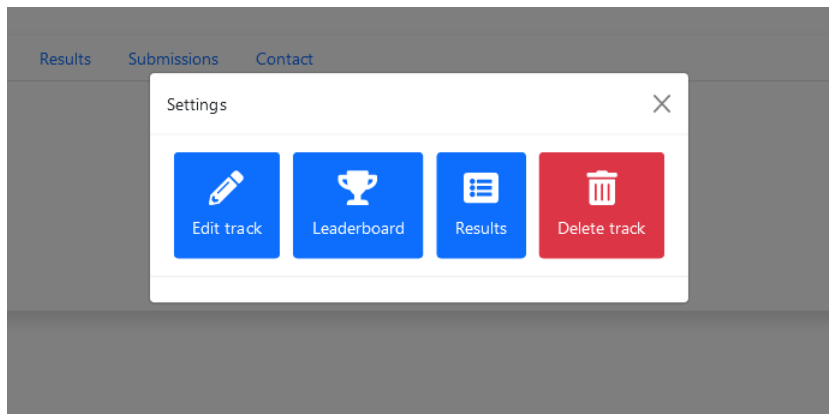 Results Submissions Contact
Settings
Edit track Leaderboard Results Delete track